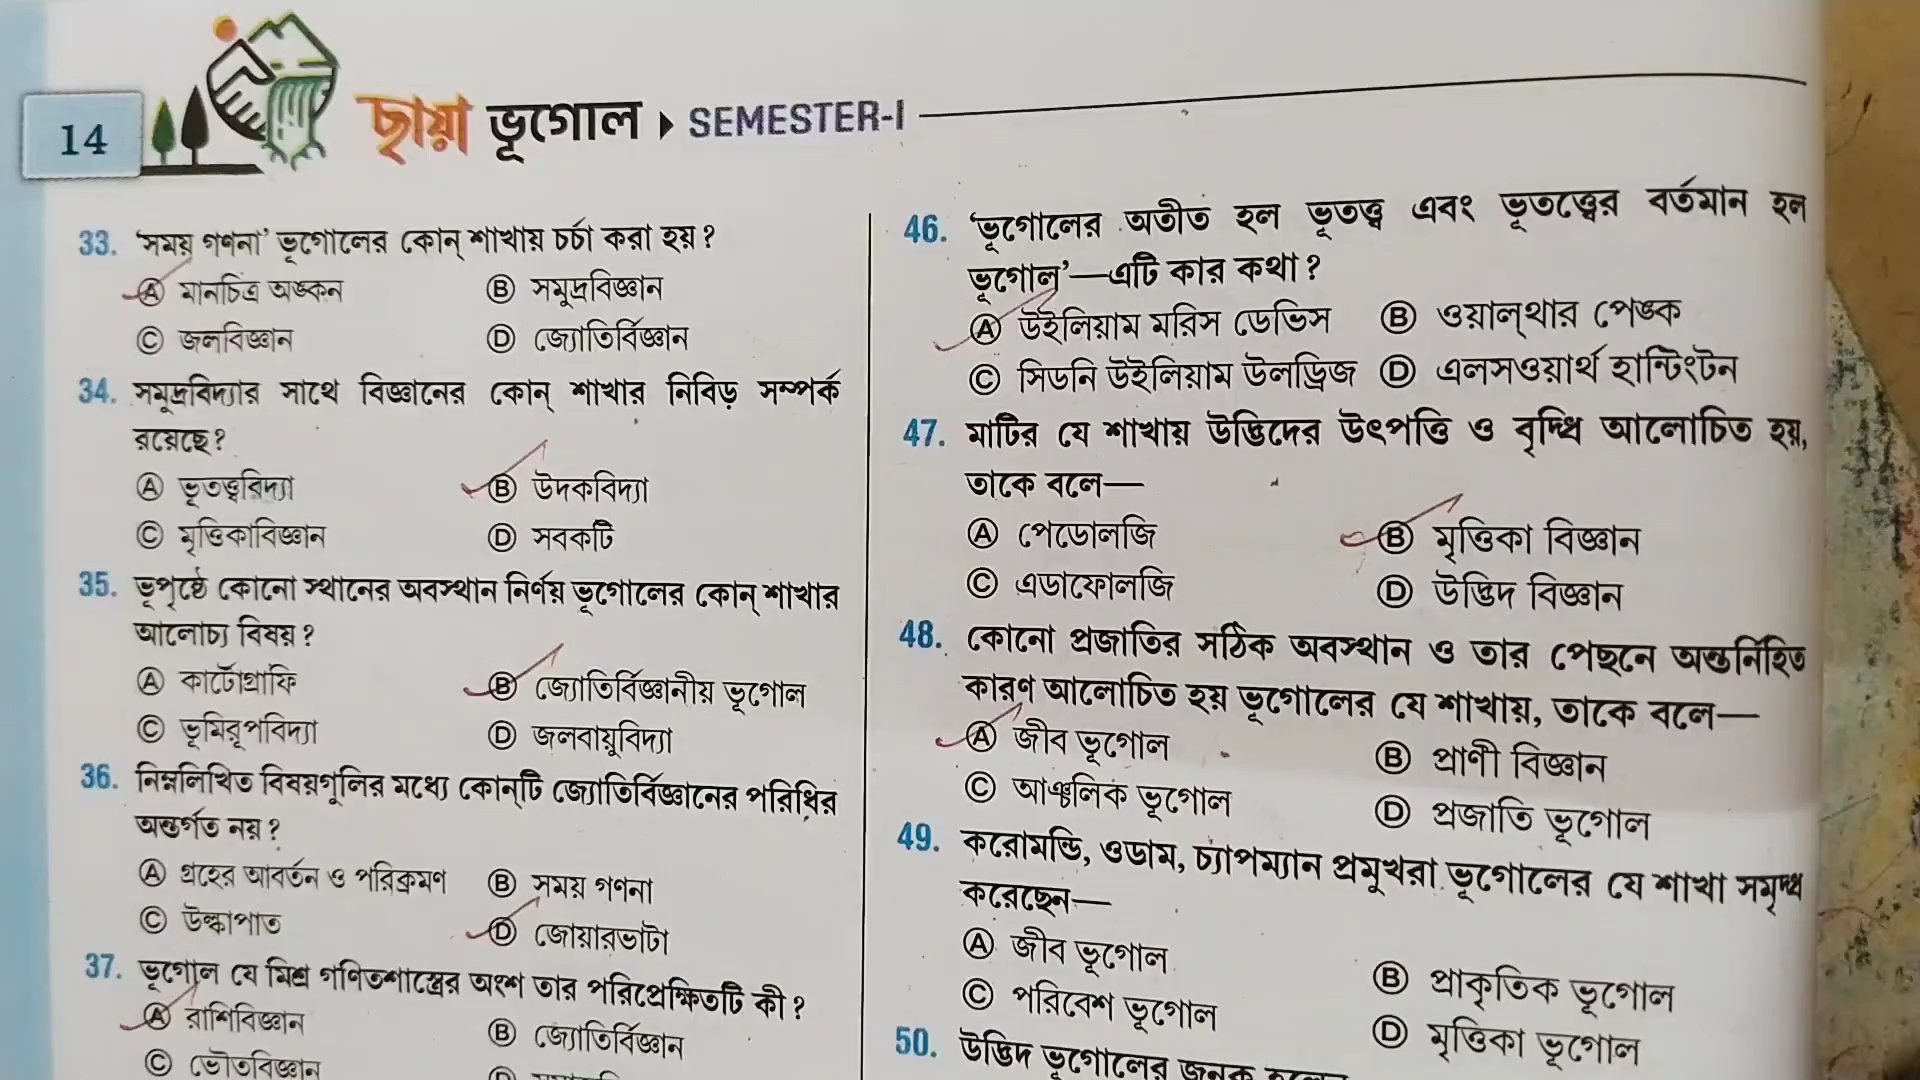 14
ছায়া ভূগোল ▸ SEMESTER-I
33. 'সময় গণনা' ভূগোলের কোন্ শাখায় চর্চা করা হয়?
Ⓐ মানচিত্র অঙ্কন Ⓑ সমুদ্রবিজ্ঞান
Ⓒ জলবিজ্ঞান Ⓓ জ্যোতির্বিজ্ঞান
34. সমুদ্রবিদ্যার সাথে বিজ্ঞানের কোন্ শাখার নিবিড় সম্পর্ক
রয়েছে?
Ⓐ ভূতত্ত্ববিদ্যা Ⓑ উদকবিদ্যা
Ⓒ মৃত্তিকাবিজ্ঞান Ⓓ সবকটি
35. ভূপৃষ্ঠে কোনো স্থানের অবস্থান নির্ণয় ভূগোলের কোন্ শাখার
আলোচ্য বিষয়?
Ⓐ কার্টোগ্রাফি Ⓑ জ্যোতির্বিজ্ঞানীয় ভূগোল
Ⓒ ভূমিরূপবিদ্যা Ⓓ জলবায়ুবিদ্যা
36. নিম্নলিখিত বিষয়গুলির মধ্যে কোন্‌টি জ্যোতির্বিজ্ঞানের পরিধির
অন্তর্গত নয়?
Ⓐ গ্রহের আবর্তন ও পরিক্রমণ Ⓑ সময় গণনা
Ⓒ উল্কাপাত Ⓓ জোয়ারভাটা
37. ভূগোল যে মিশ্র গণিতশাস্ত্রের অংশ তার পরিপ্রেক্ষিতটি কী?
Ⓐ রাশিবিজ্ঞান Ⓑ জ্যোতির্বিজ্ঞান
Ⓒ ভৌতবিজ্ঞান Ⓓ
46. 'ভূগোলের অতীত হল ভূতত্ত্ব এবং ভূতত্ত্বের বর্তমান হল
ভূগোল'—এটি কার কথা?
Ⓐ উইলিয়াম মরিস ডেভিস Ⓑ ওয়াল্‌থার পেঙ্ক
Ⓒ সিডনি উইলিয়াম উলড্রিজ Ⓓ এলসওয়ার্থ হান্টিংটন
47. মাটির যে শাখায় উদ্ভিদের উৎপত্তি ও বৃদ্ধি আলোচিত হয়,
তাকে বলে—
Ⓐ পেডোলজি Ⓑ মৃত্তিকা বিজ্ঞান
Ⓒ এডাফোলজি Ⓓ উদ্ভিদ বিজ্ঞান
48. কোনো প্রজাতির সঠিক অবস্থান ও তার পেছনে অন্তর্নিহিত
কারণ আলোচিত হয় ভূগোলের যে শাখায়, তাকে বলে—
Ⓐ জীব ভূগোল Ⓑ প্রাণী বিজ্ঞান
Ⓒ আঞ্চলিক ভূগোল Ⓓ প্রজাতি ভূগোল
49. করোমন্ডি, ওডাম, চ্যাপম্যান প্রমুখরা ভূগোলের যে শাখা সমৃদ্ধ
করেছেন—
Ⓐ জীব ভূগোল Ⓑ প্রাকৃতিক ভূগোল
Ⓒ পরিবেশ ভূগোল Ⓓ মৃত্তিকা ভূগোল
50. উদ্ভিদ ভূগোলের জনক হলেন